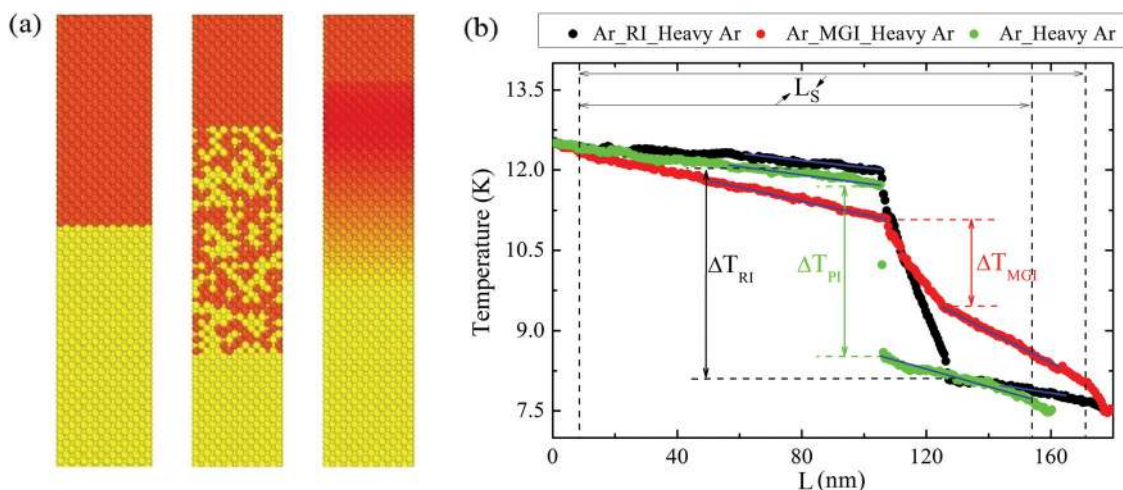 (a)
(b)
Ar_RI_Heavy Ar Ar_MGI_Heavy Ar Ar_Heavy Ar
13.5
12.0
10.5
9.0
7.5
Temperature (K)
L_S
ΔT_RI
ΔT_PI
ΔT_MGI
0 40 80 120 160
L (nm)